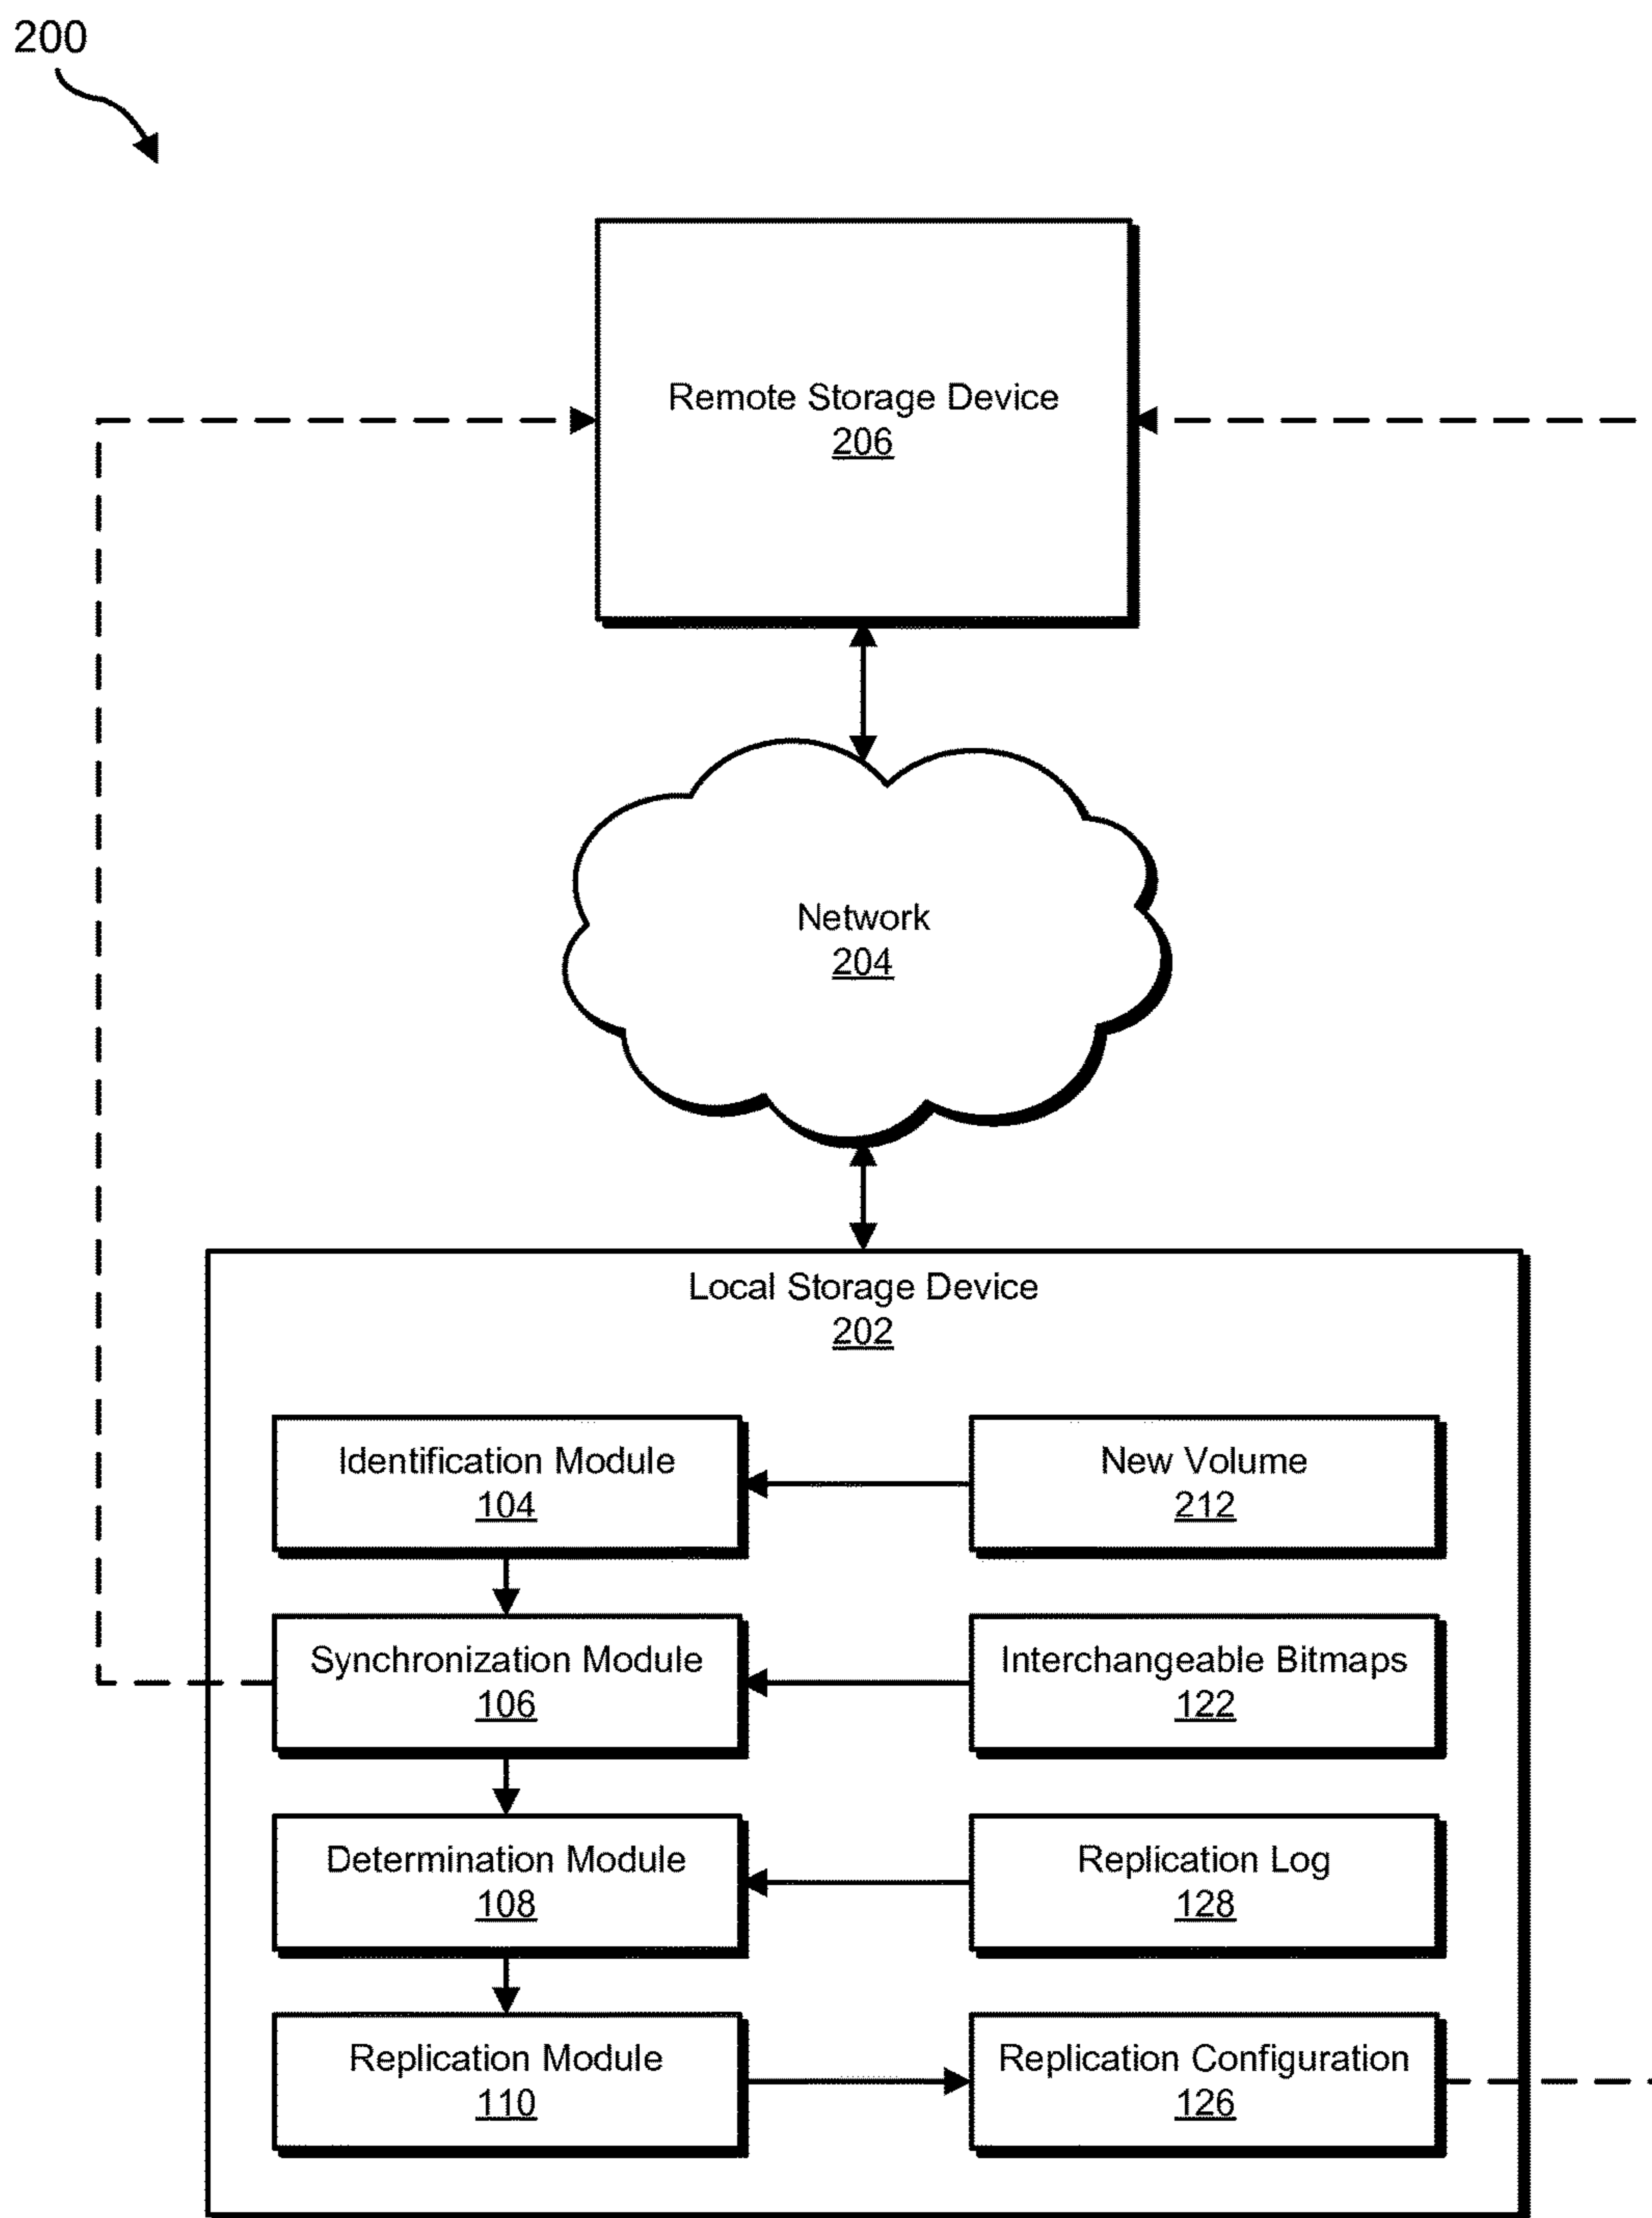 200
Remote Storage Device
206
Network
204
Local Storage Device
202
Identification Module
104
New Volume
212
Synchronization Module
106
Interchangeable Bitmaps
122
Determination Module
108
Replication Log
128
Replication Module
110
Replication Configuration
126